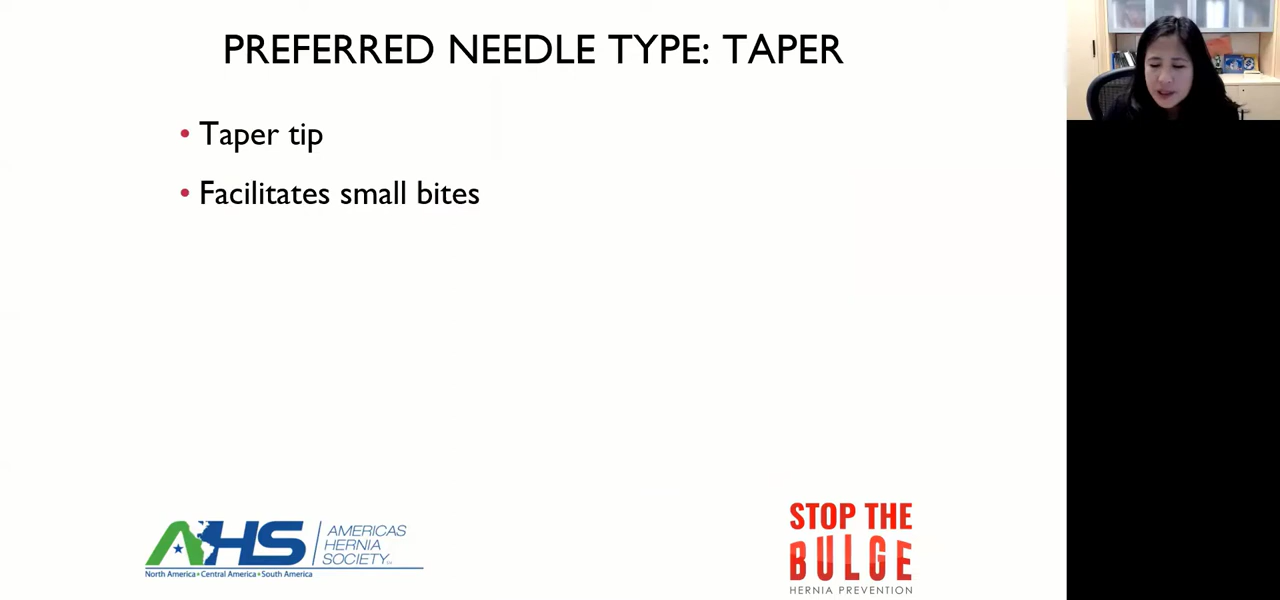 PREFERRED NEEDLE TYPE: TAPER
• Taper tip
• Facilitates small bites
AHS
AMERICAS
HERNIA
SOCIETY
North America • Central America • South America
STOP THE
BULGE
HERNIA PREVENTION